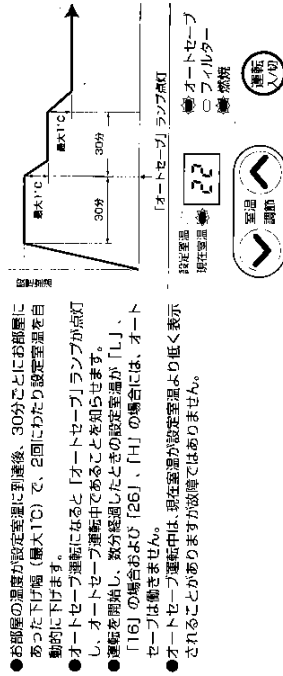 ●お部屋の温度が設定室温に到達後、30分ごとにお部屋に
あった下げ幅（最大1℃）で、2回にわたり設定室温を自
動的に下げます。
●オートセーブ運転になると「オートセーブ」ランプが点灯
し、オートセーブ運転中であることを知らせます。
●運転を開始し、数分経過したときの設定室温が「L」、
「16」の場合および「26」、「H」の場合には、オート
セーブは働きません。
●オートセーブ運転中は、現在室温が設定室温より低く表示
されることがありますが故障ではありません。
設定室温
最大1℃
最大1℃
30分
30分
「オートセーブ」ランプ点灯
設定室温
現在室温
22
オートセーブ
フィルター
燃焼
室温
調節
運転
入/切